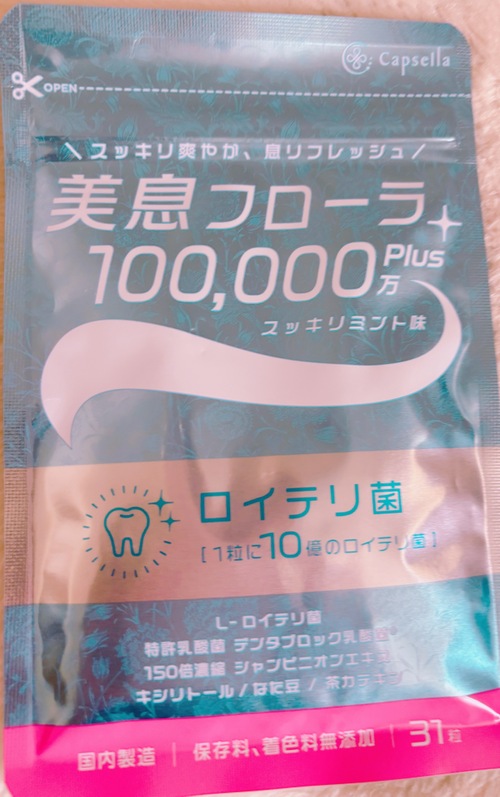 Capsella
OPEN
\ スッキリ爽やか、息リフレッシュ /
美息フローラ
100,000万Plus
スッキリミント味
ロイテリ菌
[1粒に10億のロイテリ菌]
L-ロイテリ菌
特許乳酸菌 デンタブロック乳酸菌
150倍濃縮 シャンピニオンエキス
キシリトール / なた豆 / 茶カテキン
国内製造 | 保存料、着色料無添加 | 31粒